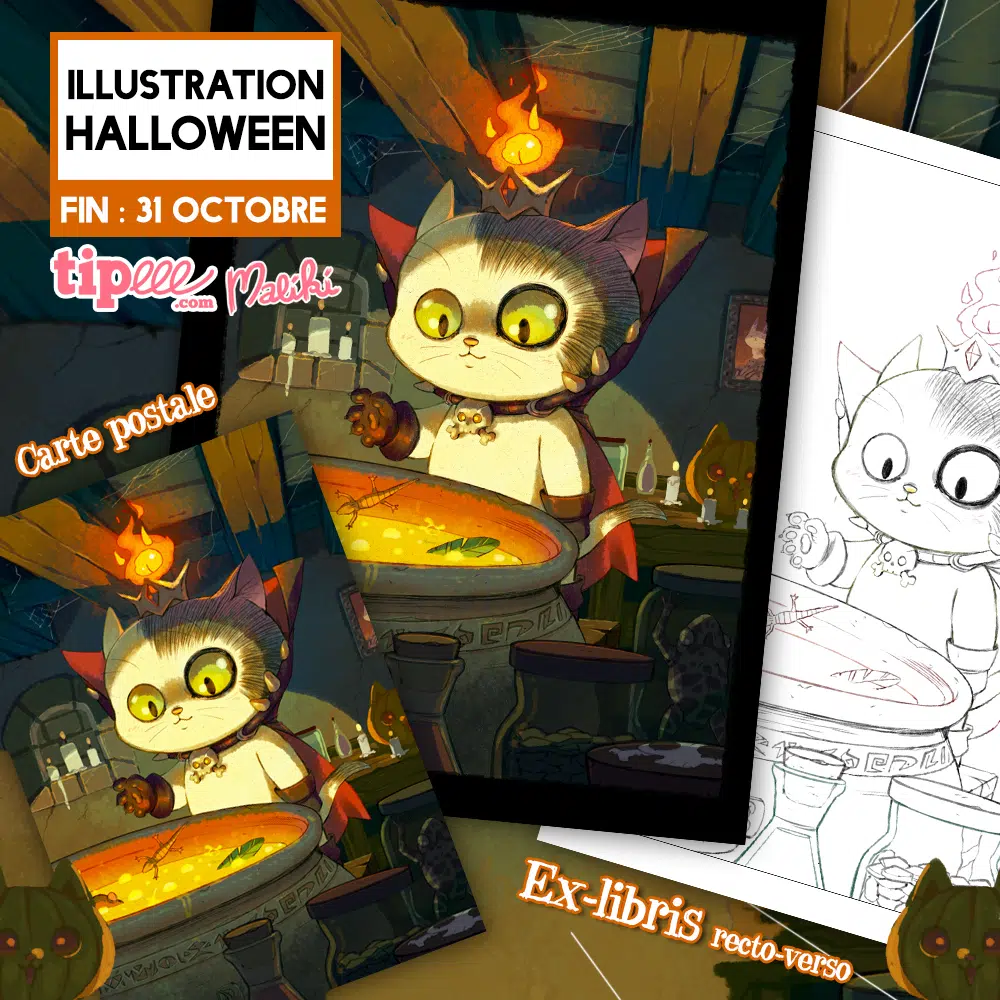 ILLUSTRATION
HALLOWEEN
FIN : 31 OCTOBRE
tipeee
.com
Maliki
Carte postale
Ex-libris recto-verso